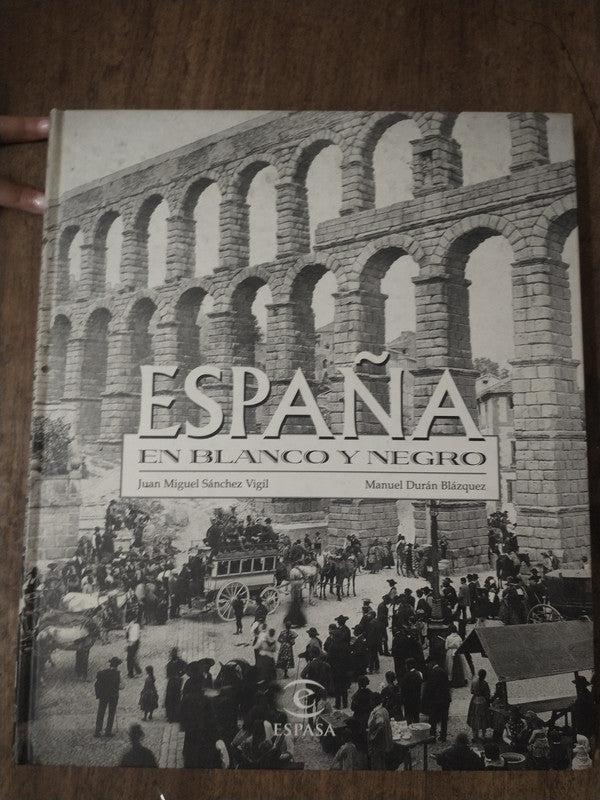 ESPAÑA
EN BLANCO Y NEGRO
Juan Miguel Sánchez Vigil Manuel Durán Blázquez
ESPASA